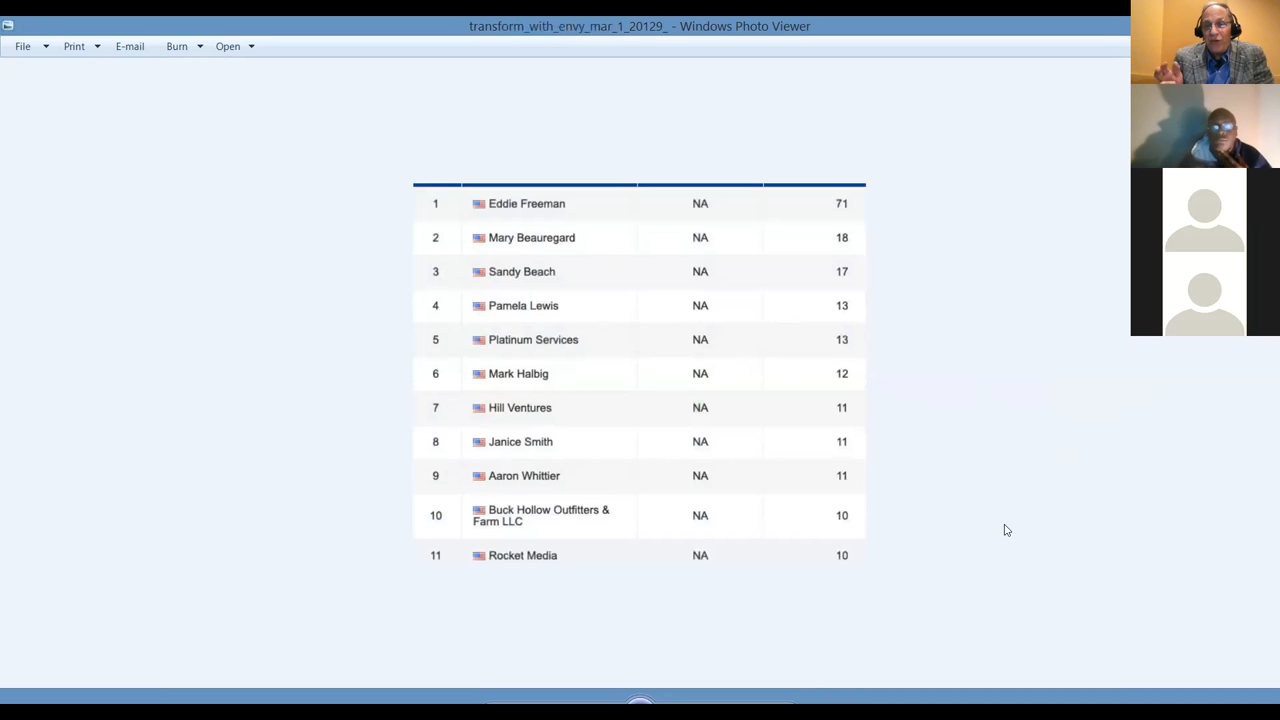 transform_with_envy_mar_1_20129_ - Windows Photo Viewer
File Print E-mail Burn Open
1 Eddie Freeman NA 71
2 Mary Beauregard NA 18
3 Sandy Beach NA 17
4 Pamela Lewis NA 13
5 Platinum Services NA 13
6 Mark Halbig NA 12
7 Hill Ventures NA 11
8 Janice Smith NA 11
9 Aaron Whittier NA 11
10 Buck Hollow Outfitters & NA 10
Farm LLC
11 Rocket Media NA 10